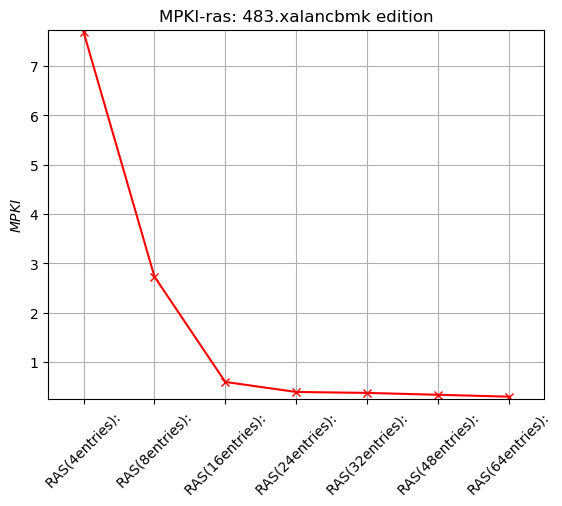 MPKI-ras: 483.xalancbmk edition
7
6
5
4
3
2
1
MPKI
RAS(4entries):
RAS(8entries):
RAS(16entries):
RAS(24entries):
RAS(32entries):
RAS(48entries):
RAS(64entries):